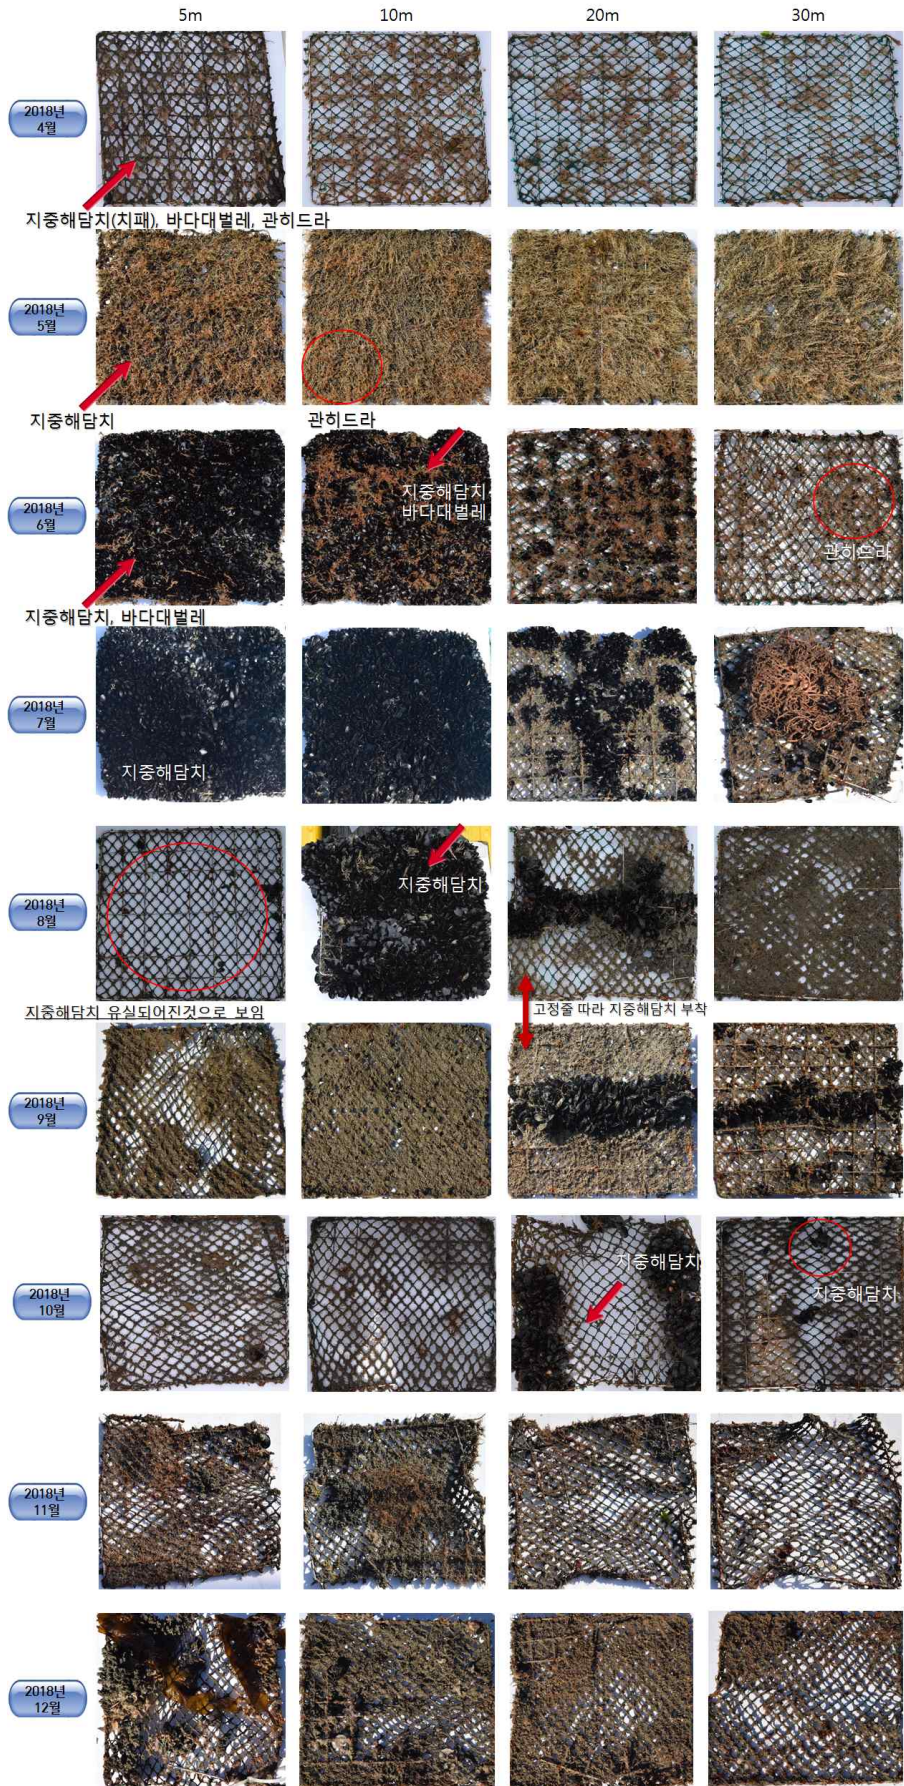 5m 10m 20m 30m
2018년
4월
지중해담치(치패), 바다대벌레, 관히드라
2018년
5월
지중해담치
관히드라
2018년
6월
지중해담치
바다대벌레
관히드라
지중해담치, 바다대벌레
2018년
7월
지중해담치
2018년
8월
지중해담치
지중해담치 유실되어진것으로 보임
고정줄 따라 지중해담치 부착
2018년
9월
2018년
10월
지중해담치
지중해담치
2018년
11월
2018년
12월